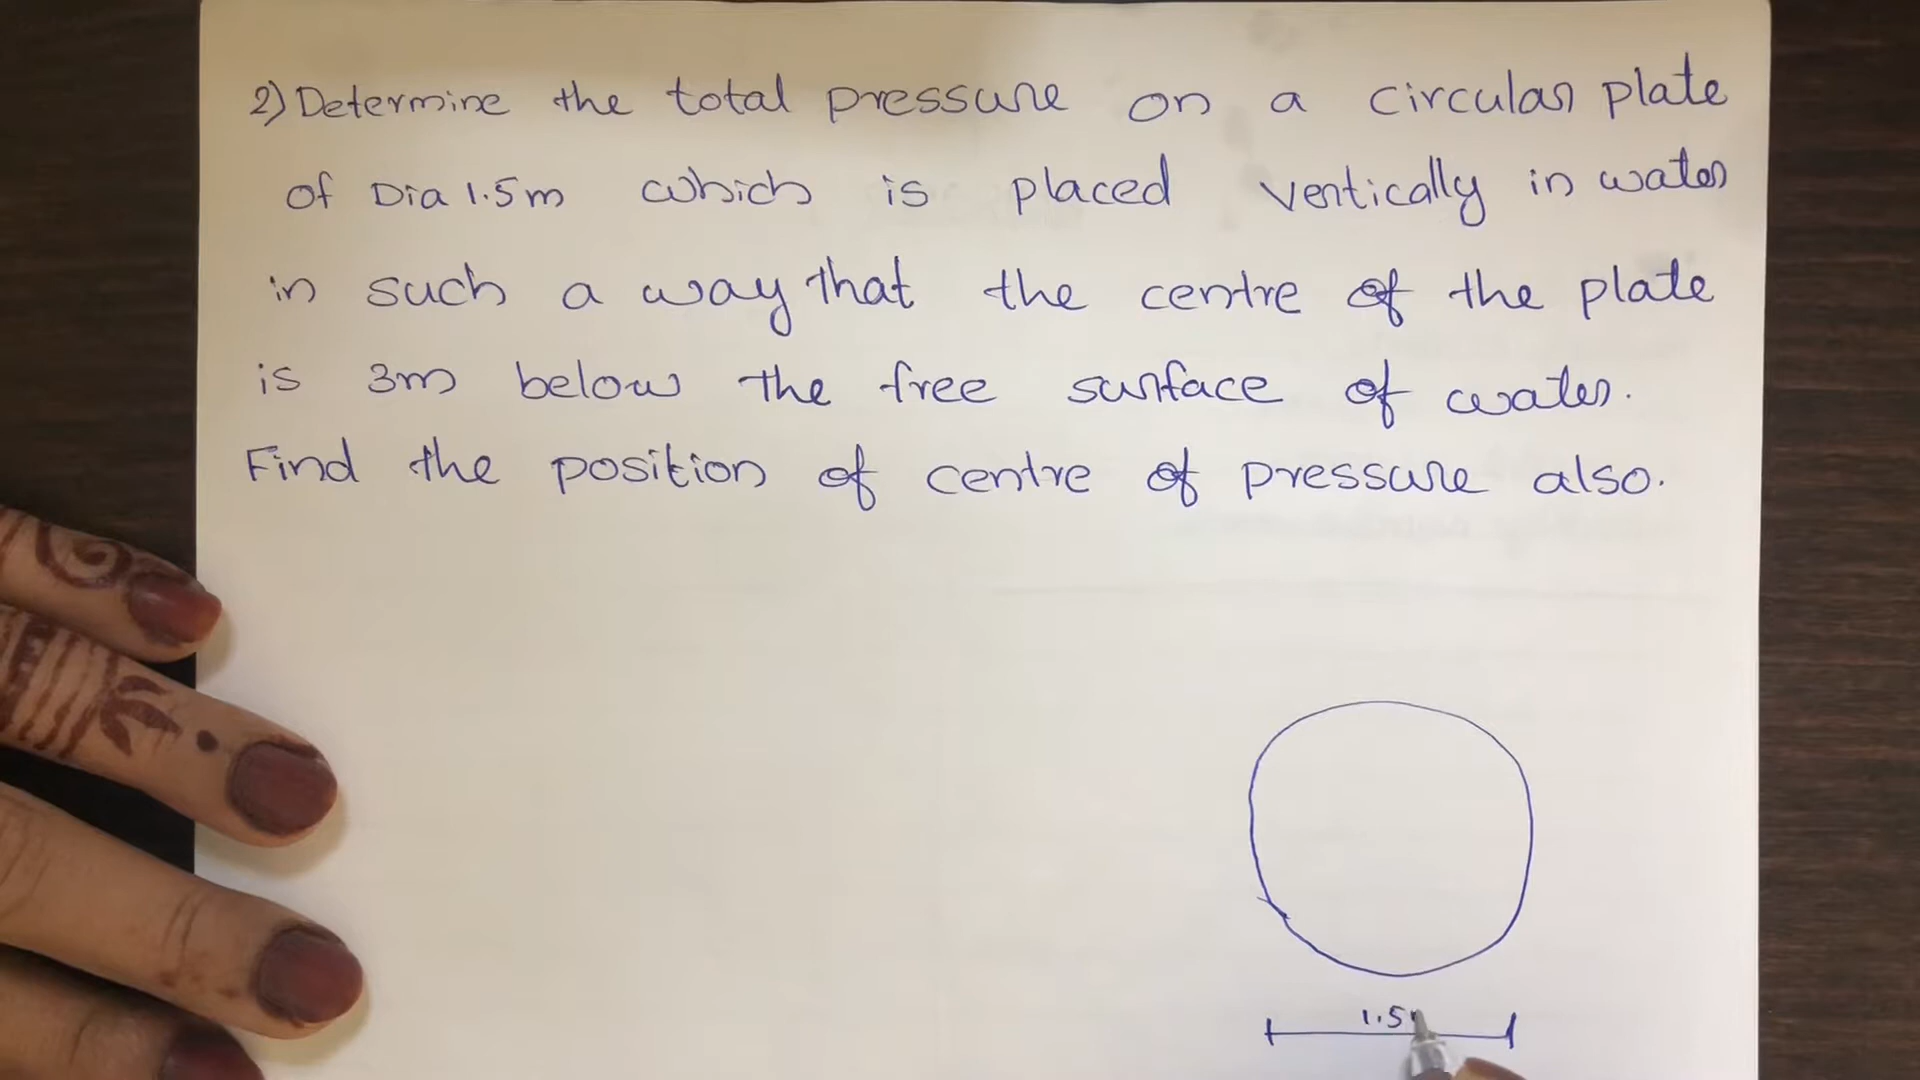 2) Determine the total pressure on a circular plate
of Dia 1.5m which is placed vertically in water
in such a way that the centre of the plate
is 3m below the free surface of water.
Find the position of centre of pressure also.
1.5